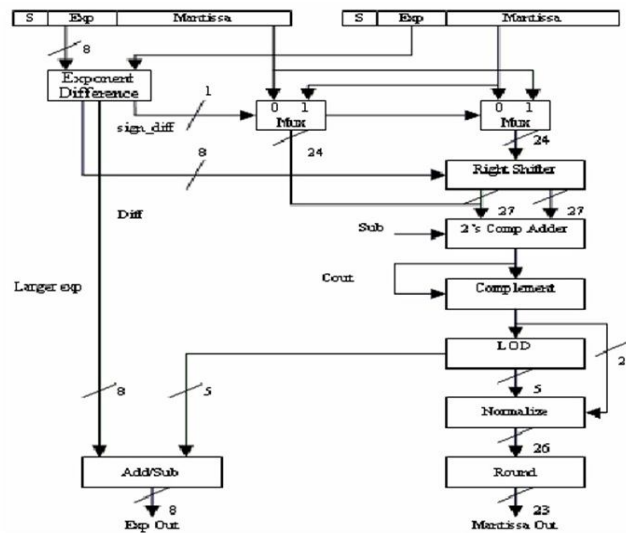 S Exp Mantissa S Exp Mantissa
8
Exponent
Difference
1
sign_diff
0 1
Mux
0 1
Mux
24
24
8
Right Shifter
27 27
Diff
Sub
2's Comp Adder
Cout
Larger exp
Complement
LOD
2
8
5
5
Normalize
26
Add/Sub
Round
8
23
Exp Out
Mantissa Out